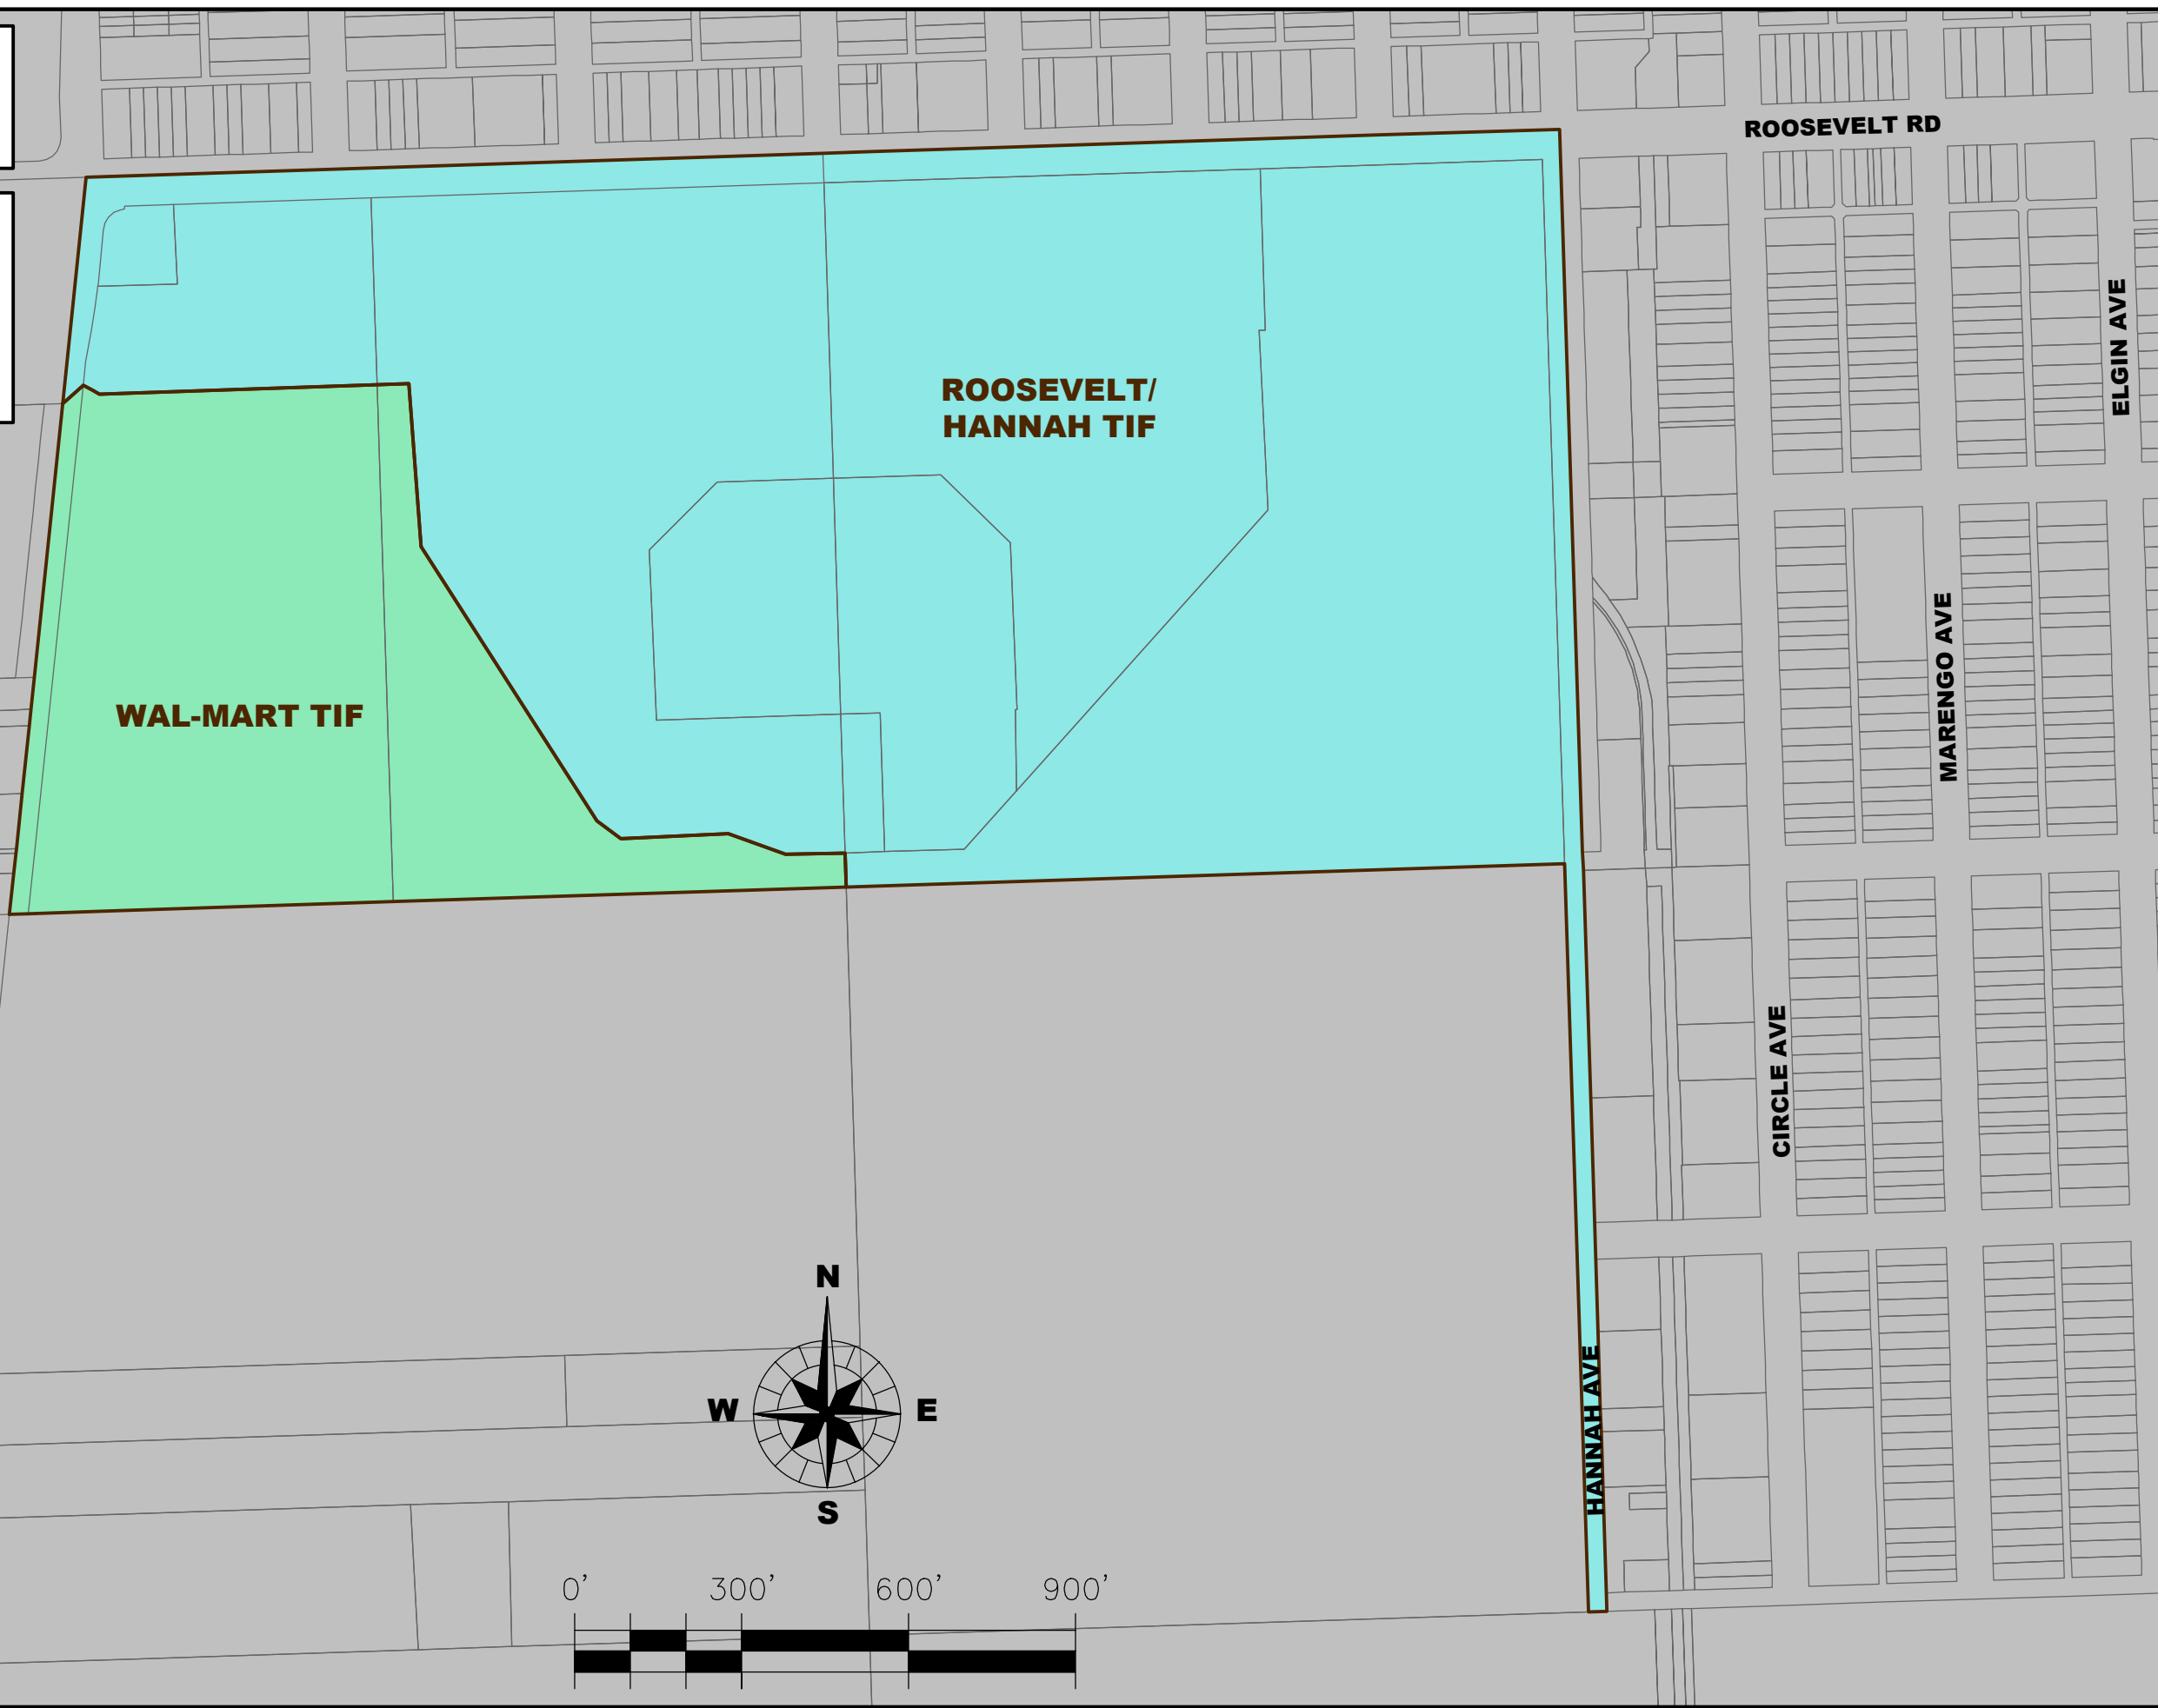 ROOSEVELT RD
ELGIN AVE
ROOSEVELT/
HANNAH TIF
MARENGO AVE
WAL-MART TIF
CIRCLE AVE
N
W
E
S
HANNAH AVE
0' 300' 600' 900'